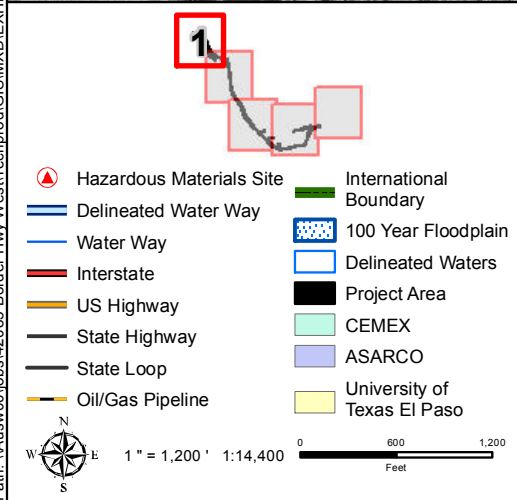 1
Hazardous Materials Site
Delineated Water Way
Water Way
Interstate
US Highway
State Highway
State Loop
Oil/Gas Pipeline
International
Boundary
100 Year Floodplain
Delineated Waters
Project Area
CEMEX
ASARCO
University of
Texas El Paso
N
W E
S
1 " = 1,200 ' 1:14,400
0 600 1,200
Feet